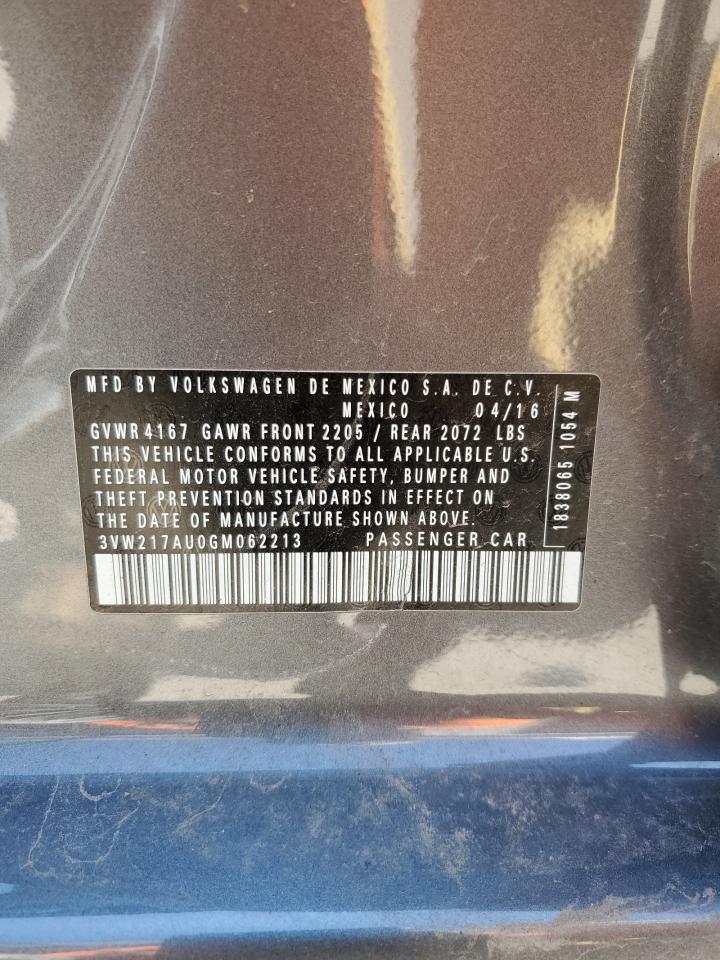 MFD BY VOLKSWAGEN DE MEXICO S.A. DE C.V.
MEXICO 04/16
GVWR 4167 GAWR FRONT 2205 / REAR 2072 LBS
THIS VEHICLE CONFORMS TO ALL APPLICABLE U.S.
FEDERAL MOTOR VEHICLE SAFETY, BUMPER AND
THEFT PREVENTION STANDARDS IN EFFECT ON
THE DATE OF MANUFACTURE SHOWN ABOVE.
3VW217AU0GM062213 PASSENGER CAR
1838065 1054 M